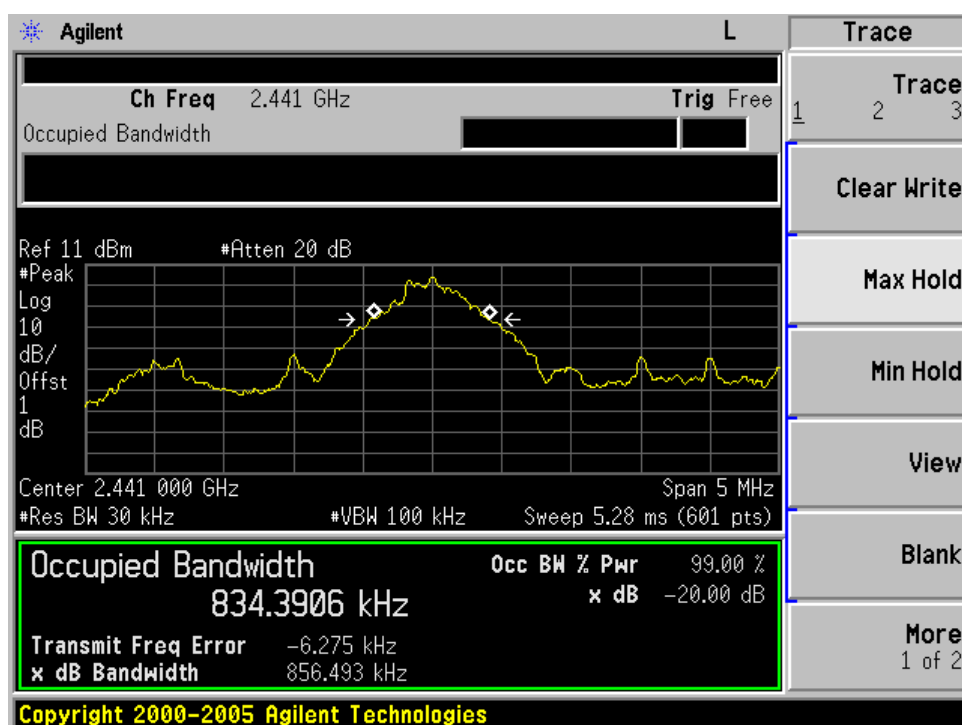 Agilent L Trace
Ch Freq 2.441 GHz Trig Free
Occupied Bandwidth
Trace
1 2 3
Clear Write
Max Hold
Min Hold
View
Blank
More
1 of 2
Ref 11 dBm #Atten 20 dB
#Peak
Log
10
dB/
Offst
1
dB
Center 2.441 000 GHz Span 5 MHz
#Res BW 30 kHz #VBW 100 kHz Sweep 5.28 ms (601 pts)
Occupied Bandwidth Occ BW % Pwr 99.00 %
834.3906 kHz x dB -20.00 dB
Transmit Freq Error -6.275 kHz
x dB Bandwidth 856.493 kHz
Copyright 2000-2005 Agilent Technologies